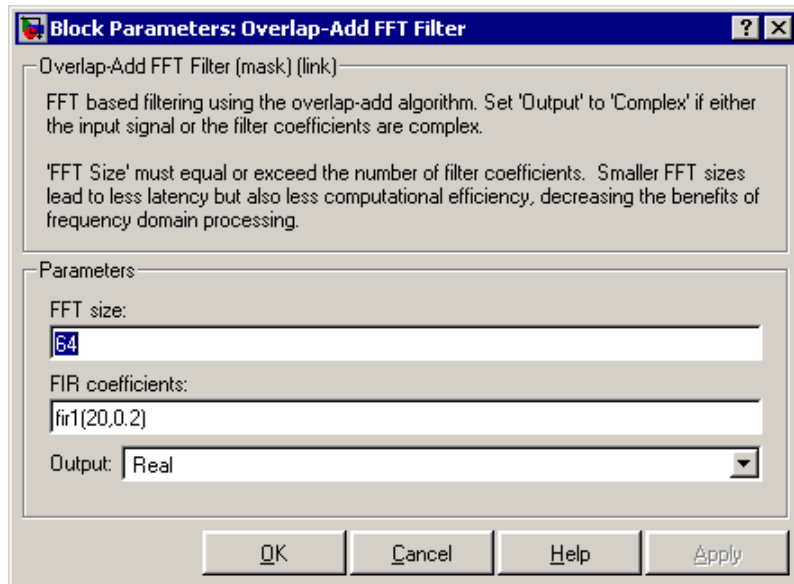 Block Parameters: Overlap-Add FFT Filter
Overlap-Add FFT Filter (mask) (link)
FFT based filtering using the overlap-add algorithm. Set 'Output' to 'Complex' if either
the input signal or the filter coefficients are complex.
'FFT Size' must equal or exceed the number of filter coefficients.  Smaller FFT sizes
lead to less latency but also less computational efficiency, decreasing the benefits of
frequency domain processing.
Parameters
FFT size:
64
FIR coefficients:
fir1(20,0.2)
Output: Real
OK Cancel Help Apply